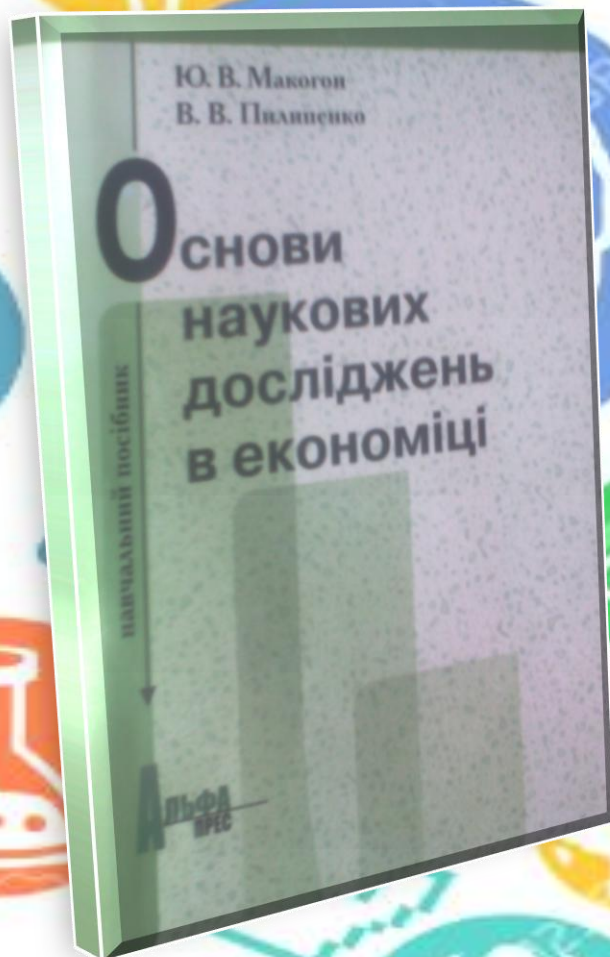 Ю. В. Макогон
В. В. Пилипенко
Основи
наукових
досліджень
в економіці
навчальний посібник
АЛЬФА
ПРЕС